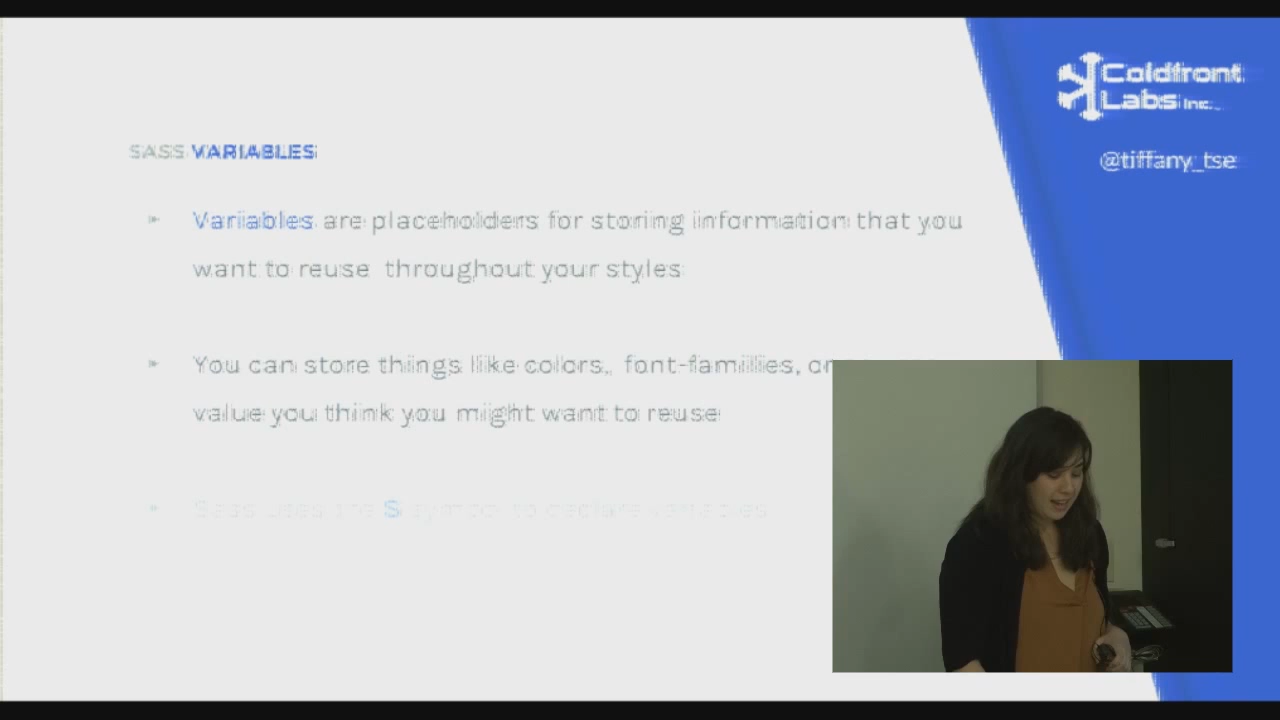 Coldfront
Labs Inc.
@tiffany_tse
SASS VARIABLES
Variables are placeholders for storing information that you
want to reuse throughout your styles
You can store things like colors, font-families, or
value you think you might want to reuse
Sass uses the $ symbol to declare variables